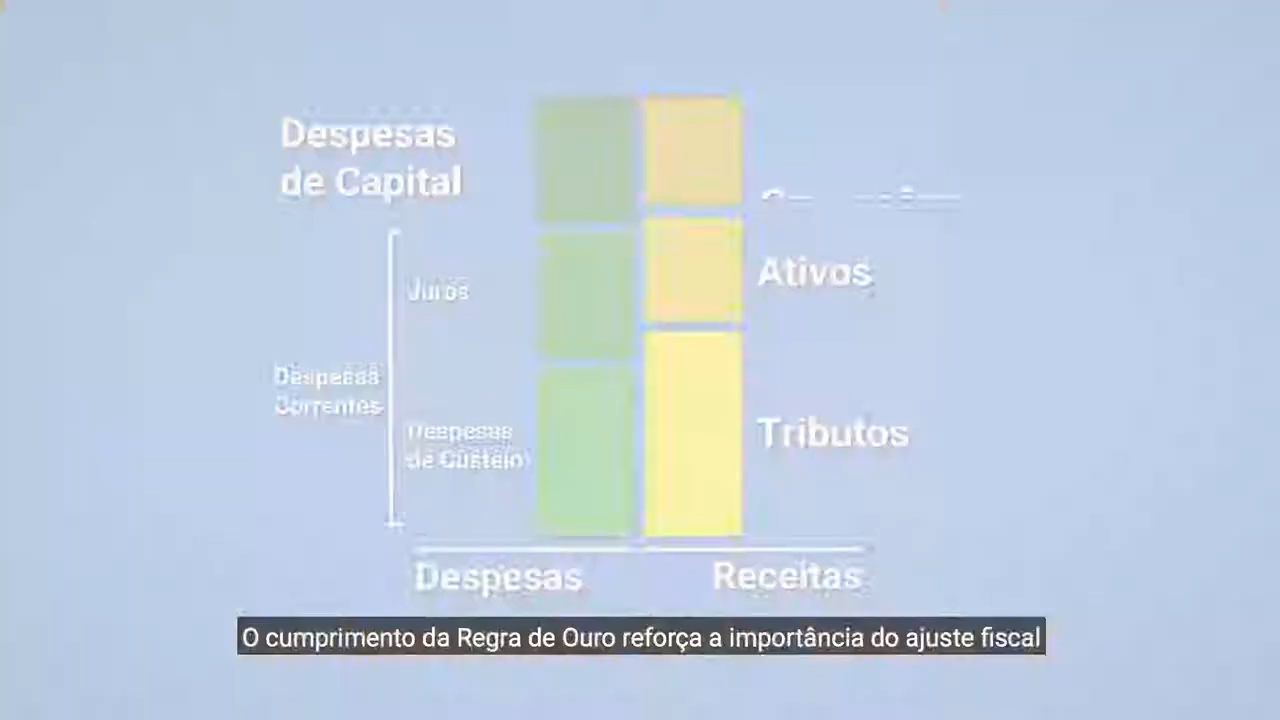 Despesas
de Capital
Ativos
Juros
Despesas
Correntes
Despesas
de Custeio
Tributos
Despesas
Receitas
O cumprimento da Regra de Ouro reforça a importância do ajuste fiscal